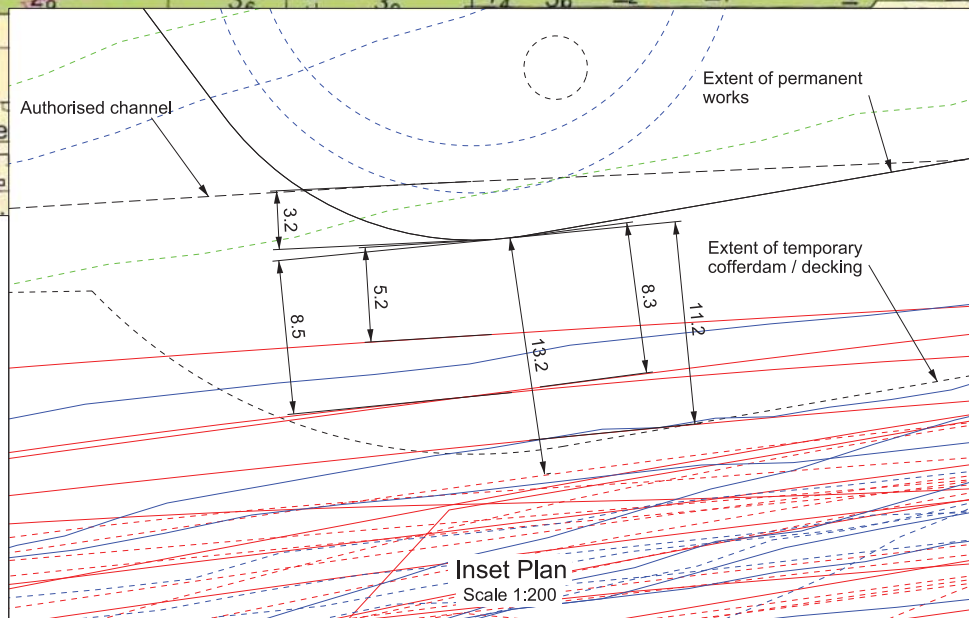 Authorised channel
Extent of permanent
works
3.2
Extent of temporary
cofferdam / decking
5.2
8.3
8.5
11.2
13.2
Inset Plan
Scale 1:200